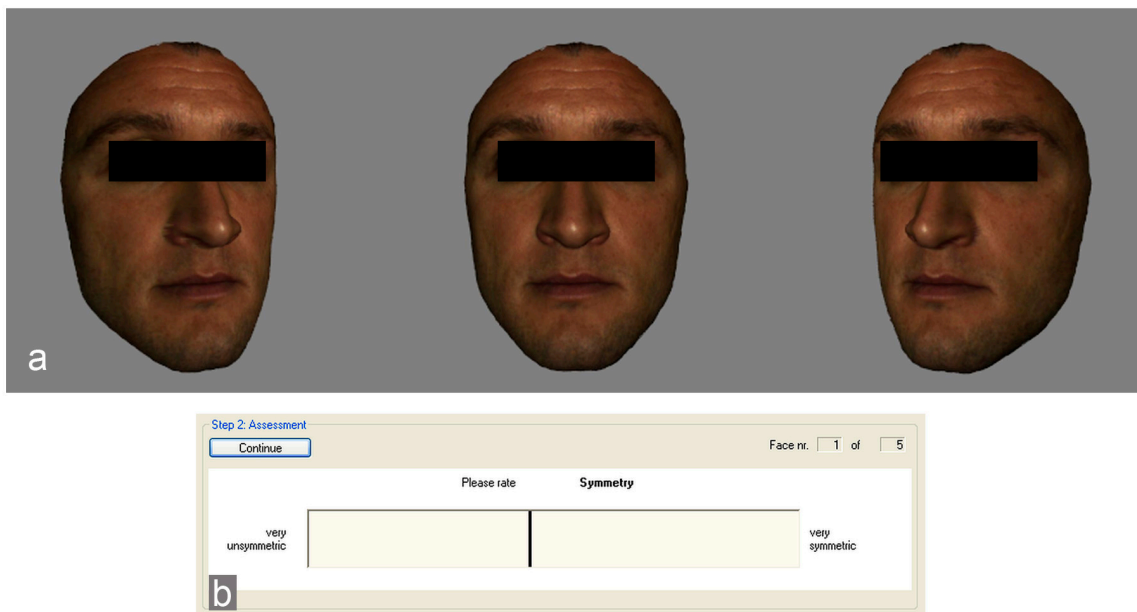 a
Step 2: Assessment
Continue
Face nr. 1 of 5
Please rate Symmetry
very
unsymmetric
very
symmetric
b